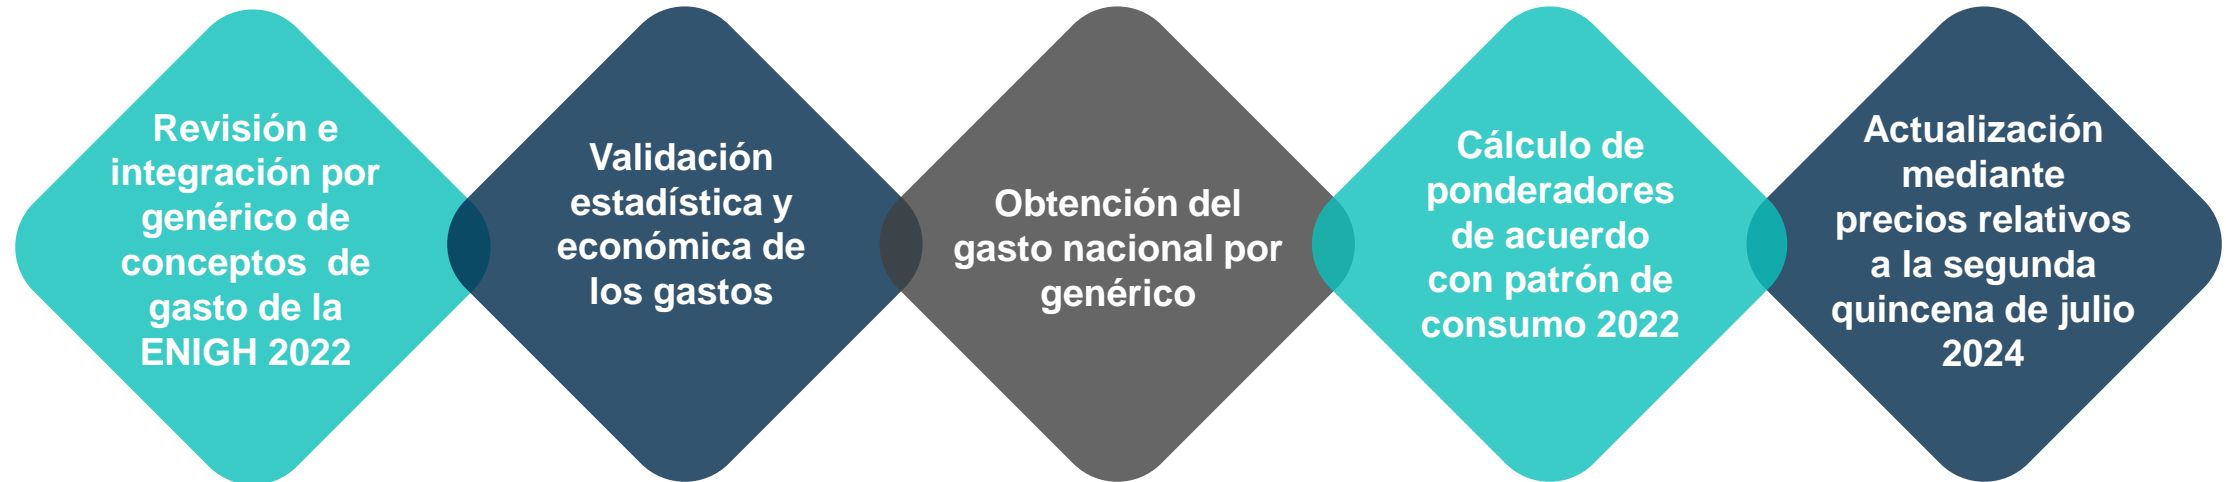 Revisión e
integración por
genérico de
conceptos de
gasto de la
ENIGH 2022
Validación
estadística y
económica de
los gastos
Obtención del
gasto nacional por
genérico
Cálculo de
ponderadores
de acuerdo
con patrón de
consumo 2022
Actualización
mediante
precios relativos
a la segunda
quincena de julio
2024